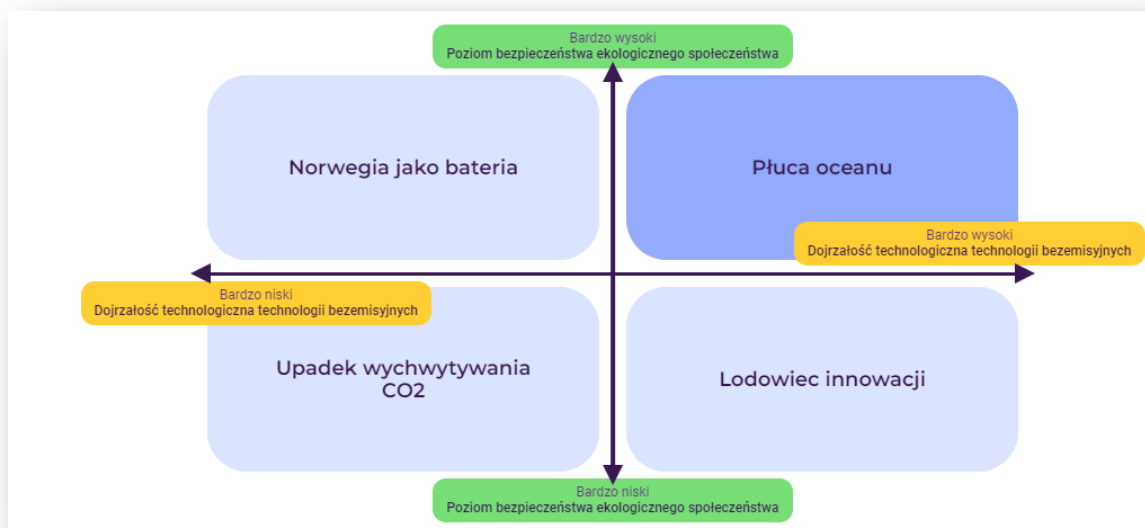 Bardzo wysoki
Poziom bezpieczeństwa ekologicznego społeczeństwa
Norwegia jako bateria
Płuca oceanu
Bardzo wysoki
Dojrzałość technologiczna technologii bezemisyjnych
Bardzo niski
Dojrzałość technologiczna technologii bezemisyjnych
Upadek wychwytywania
CO2
Lodowiec innowacji
Bardzo niski
Poziom bezpieczeństwa ekologicznego społeczeństwa